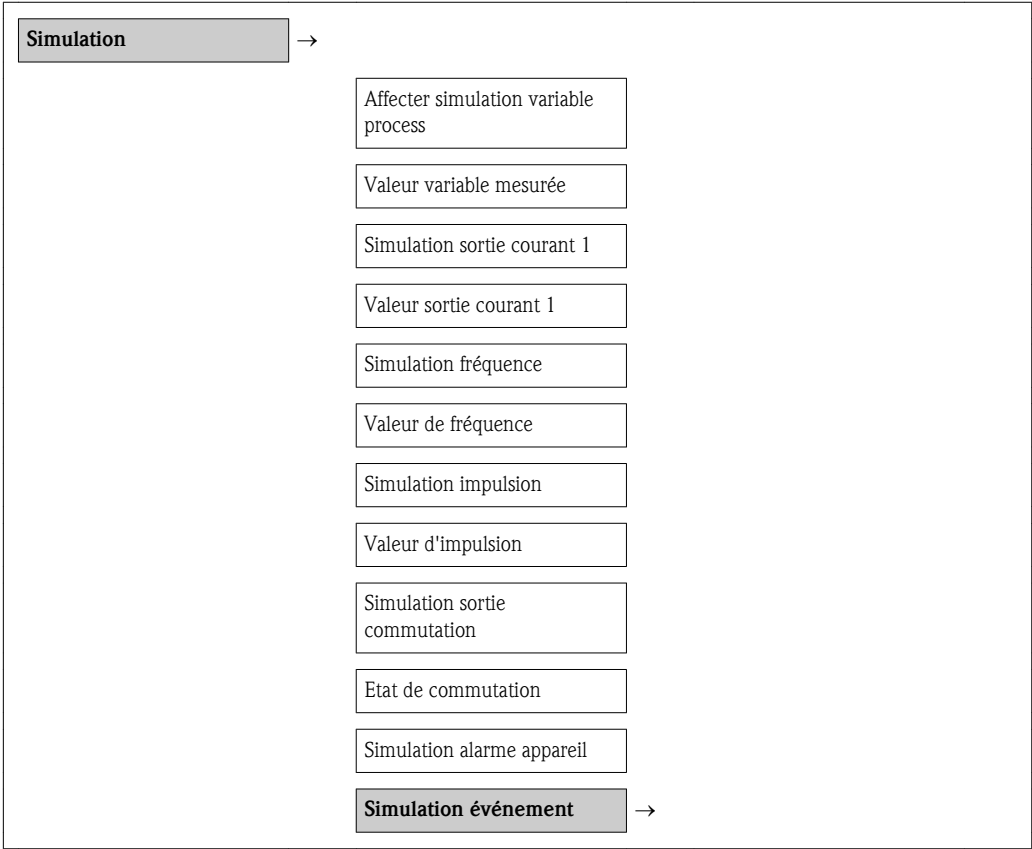 Simulation →
Affecter simulation variable
process
Valeur variable mesurée
Simulation sortie courant 1
Valeur sortie courant 1
Simulation fréquence
Valeur de fréquence
Simulation impulsion
Valeur d'impulsion
Simulation sortie
commutation
Etat de commutation
Simulation alarme appareil
Simulation événement →